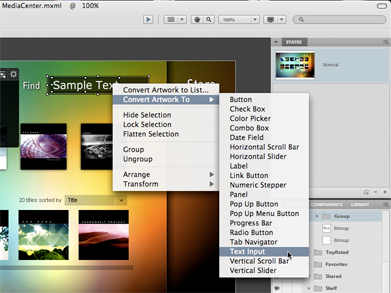 MediaCenter.mxml @ 100%
100%
STATES
Normal
Find
Sample Text
Store
Convert Artwork to List...
Convert Artwork To
Hide Selection
Lock Selection
Flatten Selection
Group
Ungroup
Arrange
Transform
Button
Check Box
Color Picker
Combo Box
Date Field
Horizontal Scroll Bar
Horizontal Slider
Label
Link Button
Numeric Stepper
Panel
Pop Up Button
Pop Up Menu Button
Progress Bar
Radio Button
Tab Navigator
Text Input
Vertical Scroll Bar
Vertical Slider
20 titles sorted by
Title
COMPONENTS
LIBRARY
Group
Bitmap
Bitmap
TopRated
Favorites
Shared
Shelf